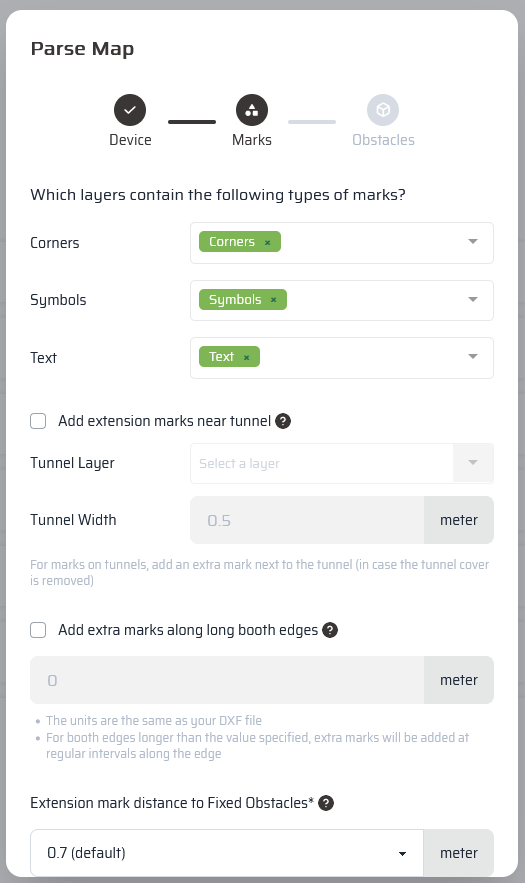 Parse Map
Device
Marks
Obstacles
Which layers contain the following types of marks?
Corners
Corners ×
Symbols
Symbols ×
Text
Text ×
Add extension marks near tunnel ?
Tunnel Layer
Select a layer
Tunnel Width
0.5
meter
For marks on tunnels, add an extra mark next to the tunnel (in case the tunnel cover
is removed)
Add extra marks along long booth edges ?
0
meter
• The units are the same as your DXF file
• For booth edges longer than the value specified, extra marks will be added at
regular intervals along the edge
Extension mark distance to Fixed Obstacles* ?
0.7 (default)
meter